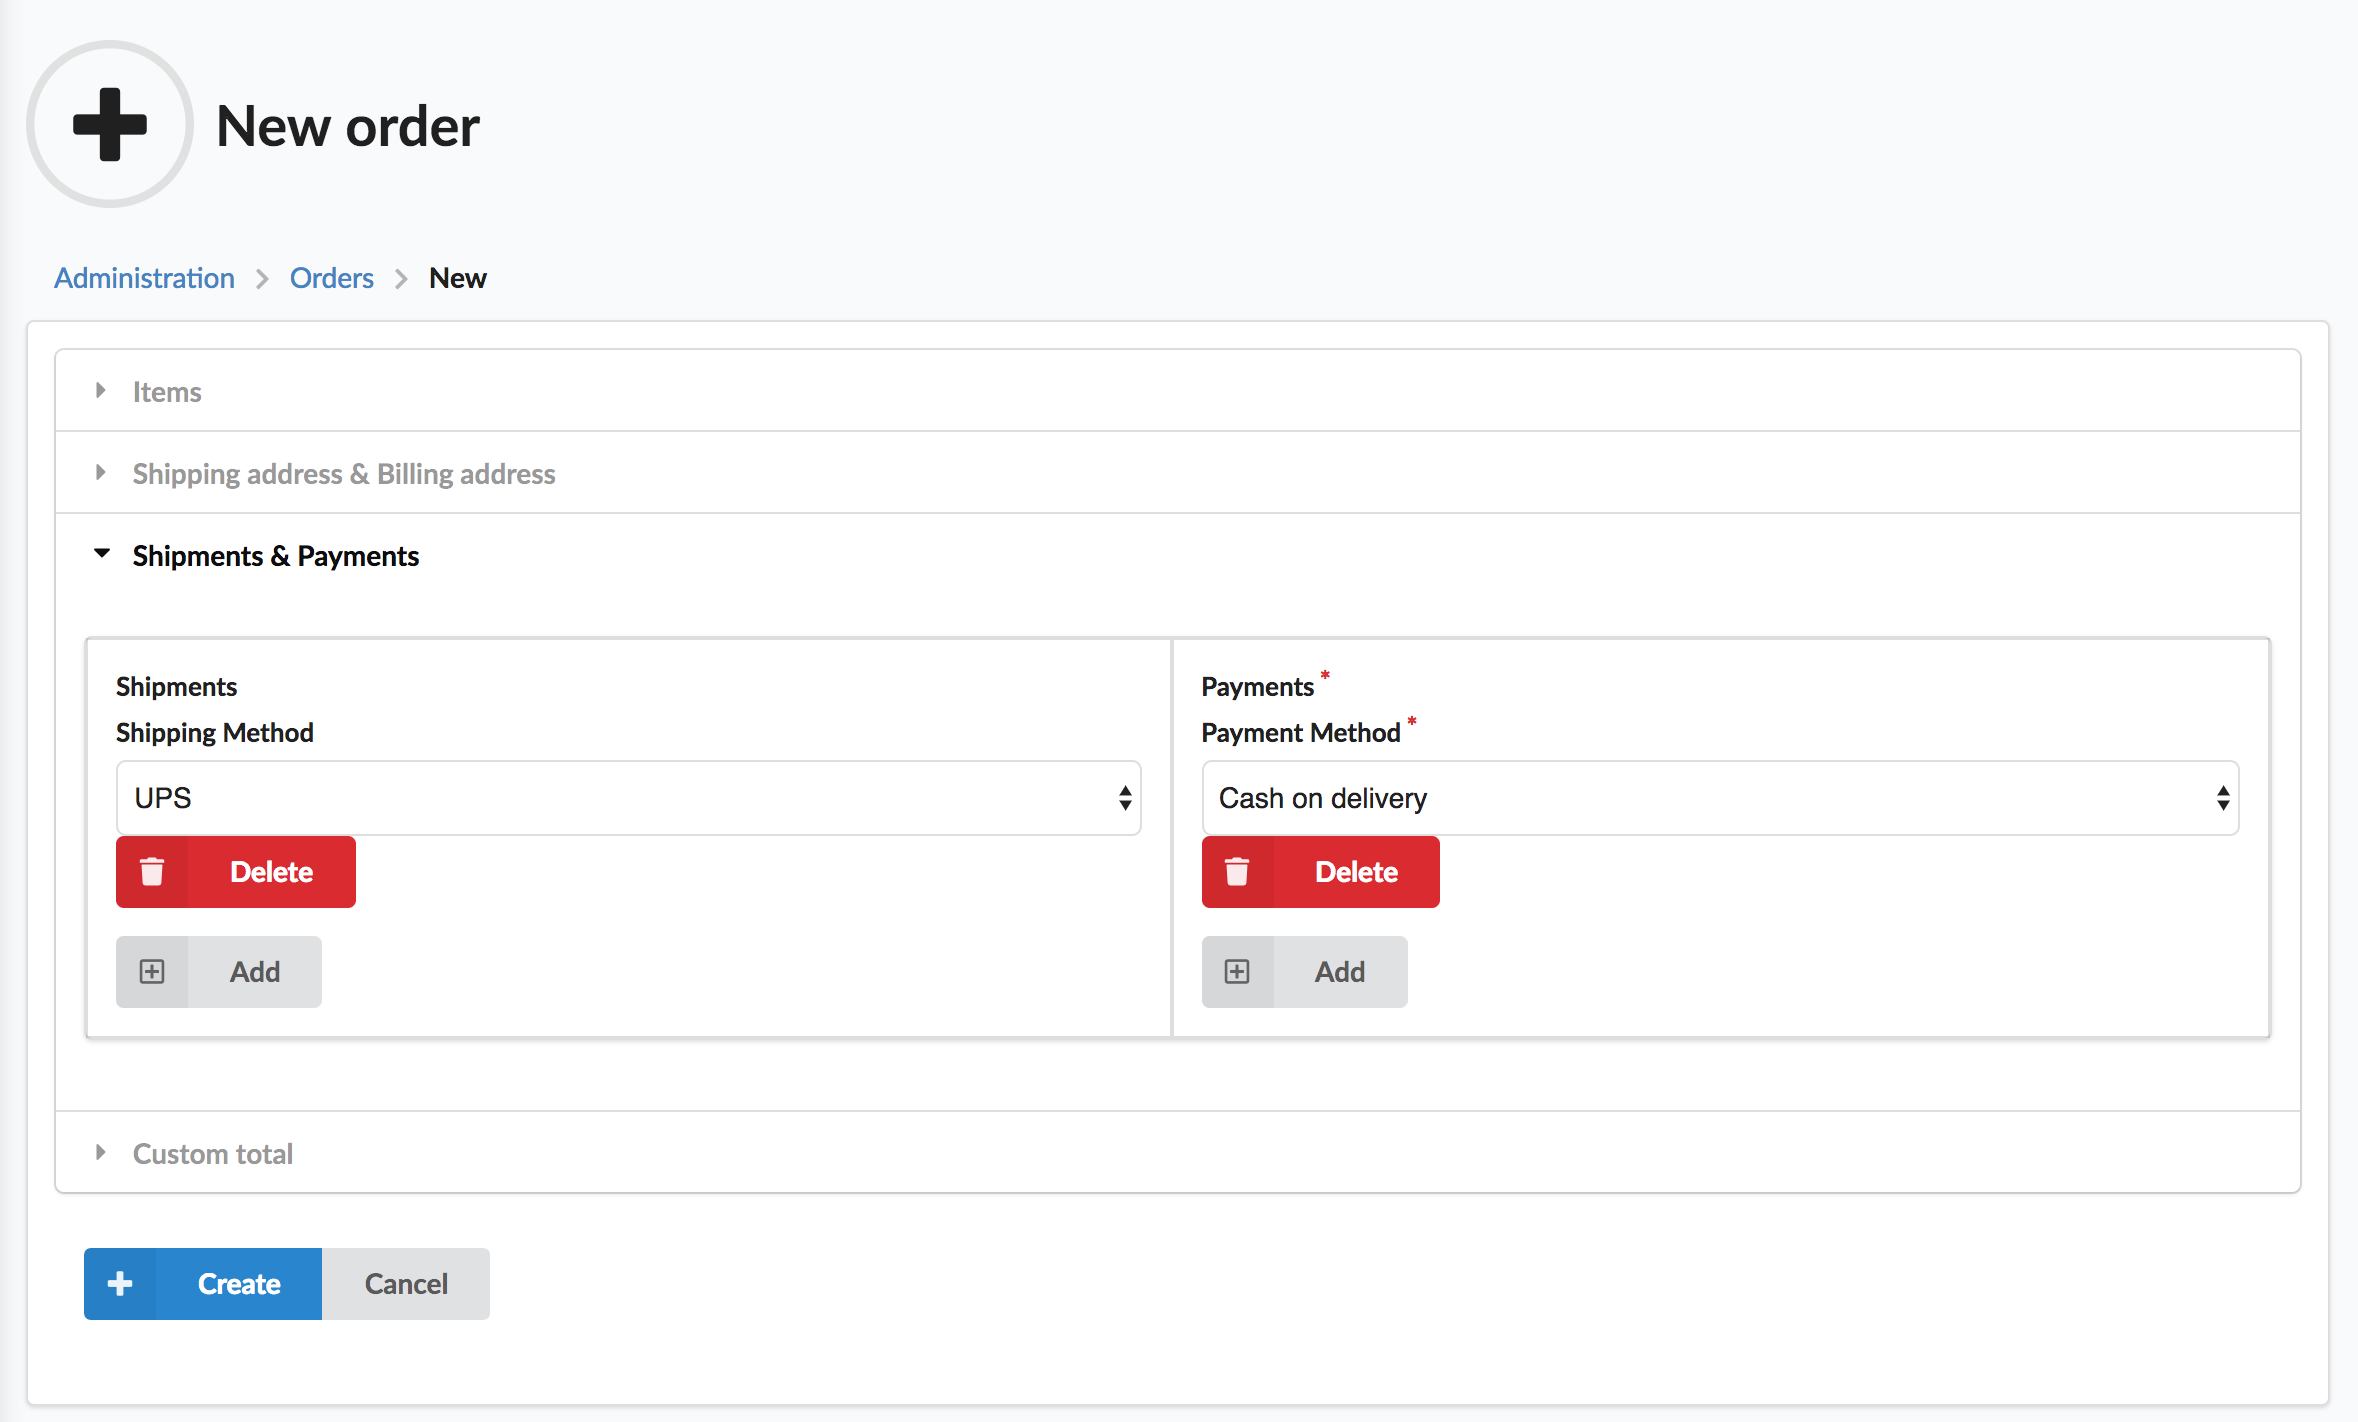 New order
Administration > Orders > New
Items
Shipping address & Billing address
Shipments & Payments
Shipments
Shipping Method
UPS
Delete
Add
Payments *
Payment Method *
Cash on delivery
Delete
Add
Custom total
Create
Cancel